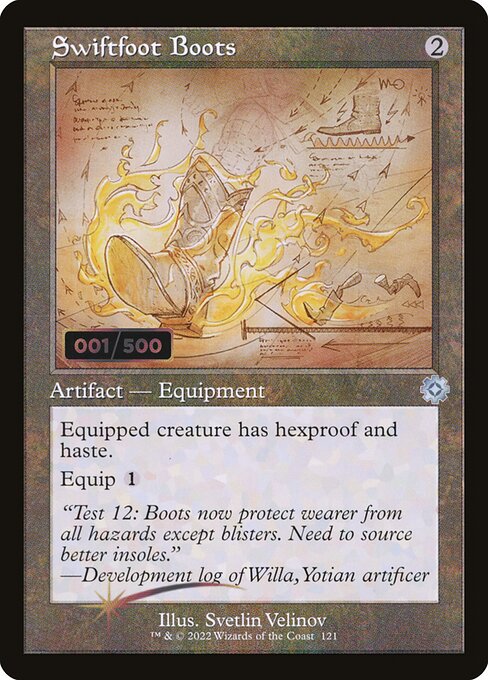 Swiftfoot Boots 2
001/500
Artifact — Equipment
Equipped creature has hexproof and
haste.
Equip 1
“Test 12: Boots now protect wearer from
all hazards except blisters. Need to source
better insoles.”
—Development log of Willa, Yotian artificer
Illus. Svetlin Velinov
™ & © 2022 Wizards of the Coast 121